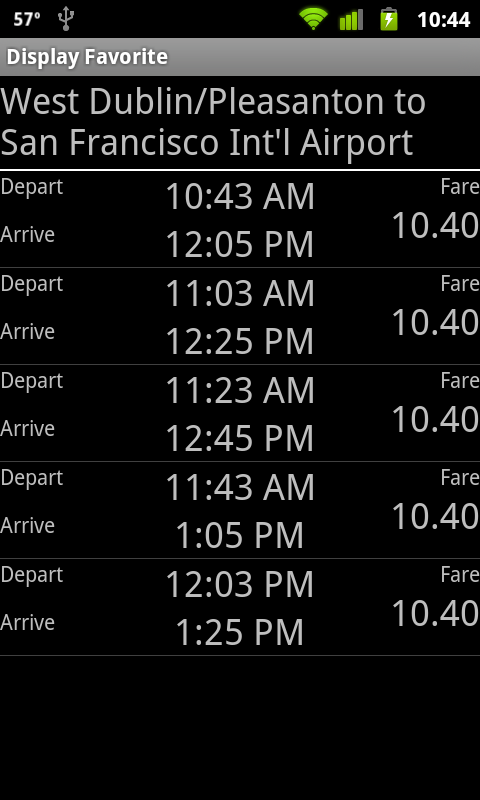 57° 10:44
Display Favorite
West Dublin/Pleasanton to
San Francisco Int'l Airport
Depart 10:43 AM Fare
Arrive 12:05 PM 10.40
Depart 11:03 AM Fare
Arrive 12:25 PM 10.40
Depart 11:23 AM Fare
Arrive 12:45 PM 10.40
Depart 11:43 AM Fare
Arrive 1:05 PM 10.40
Depart 12:03 PM Fare
Arrive 1:25 PM 10.40